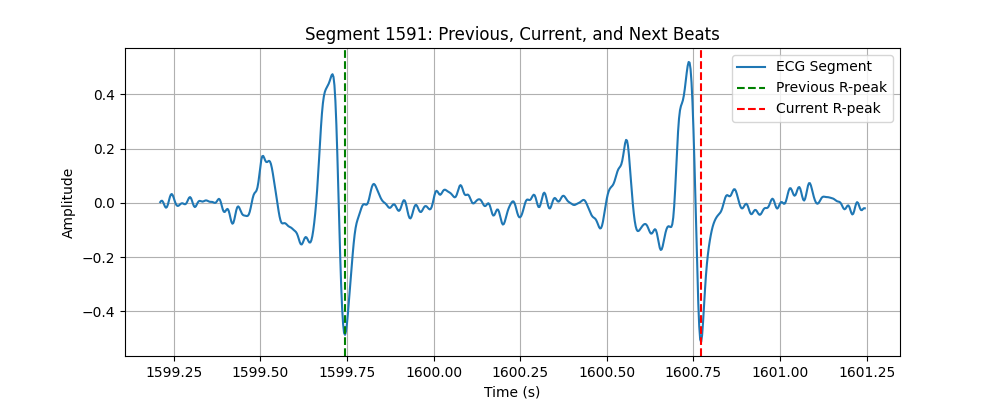 Segment 1591: Previous, Current, and Next Beats
ECG Segment
Previous R-peak
Current R-peak
Amplitude
0.4
0.2
0.0
−0.2
−0.4
1599.25 1599.50 1599.75 1600.00 1600.25 1600.50 1600.75 1601.00 1601.25
Time (s)